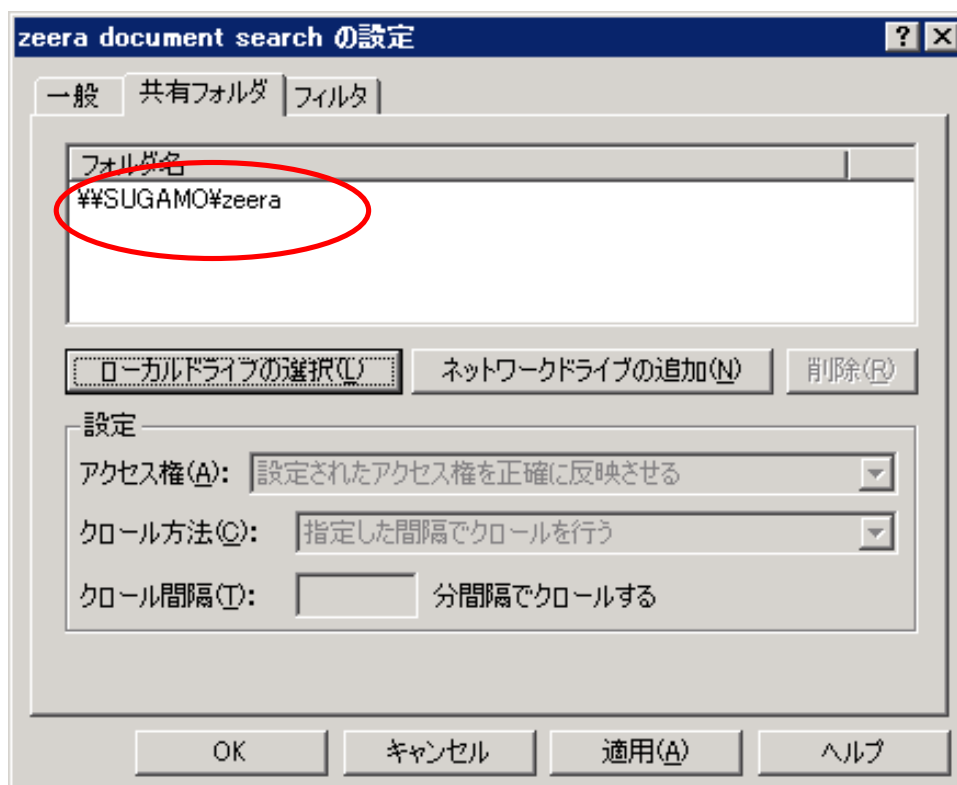 zeera document search の設定
一般 共有フォルダ フィルタ
フォルダ名
¥¥SUGAMO¥zeera
ローカルドライブの選択(L) ネットワークドライブの追加(N) 削除(R)
設定
アクセス権(A): 設定されたアクセス権を正確に反映させる
クロール方法(C): 指定した間隔でクロールを行う
クロール間隔(T): 分間隔でクロールする
OK キャンセル 適用(A) ヘルプ